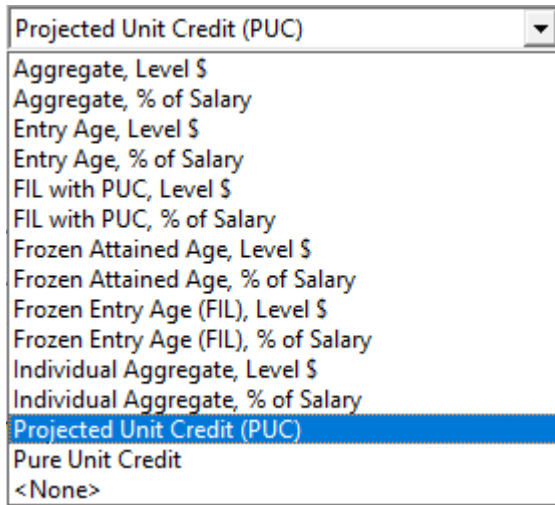 Projected Unit Credit (PUC)
Aggregate, Level $
Aggregate, % of Salary
Entry Age, Level $
Entry Age, % of Salary
FIL with PUC, Level $
FIL with PUC, % of Salary
Frozen Attained Age, Level $
Frozen Attained Age, % of Salary
Frozen Entry Age (FIL), Level $
Frozen Entry Age (FIL), % of Salary
Individual Aggregate, Level $
Individual Aggregate, % of Salary
Projected Unit Credit (PUC)
Pure Unit Credit
<None>